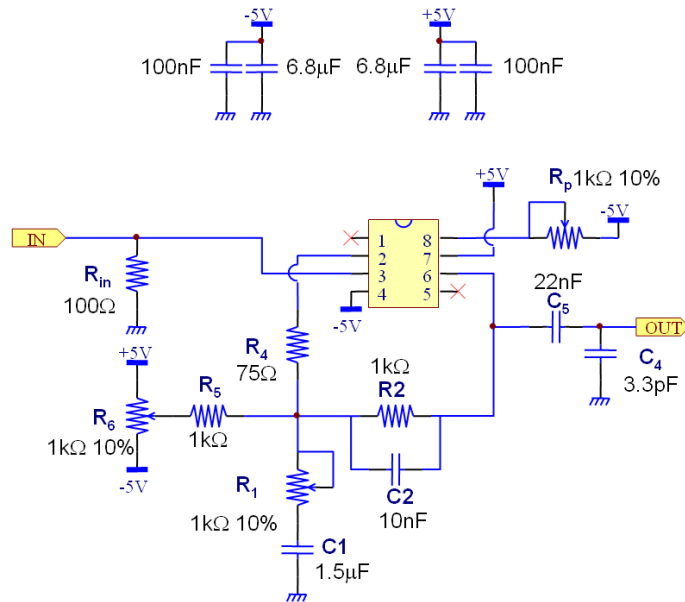 -5V
+5V
100nF
6.8µF
6.8µF
100nF
+5V
Rp
1kΩ 10%
-5V
IN
1
2
3
4
8
7
6
5
Rin
100Ω
-5V
22nF
C5
OUT
C4
3.3pF
+5V
R4
75Ω
1kΩ
R2
R5
R6
1kΩ 10%
1kΩ
-5V
R1
1kΩ 10%
C2
10nF
C1
1.5µF